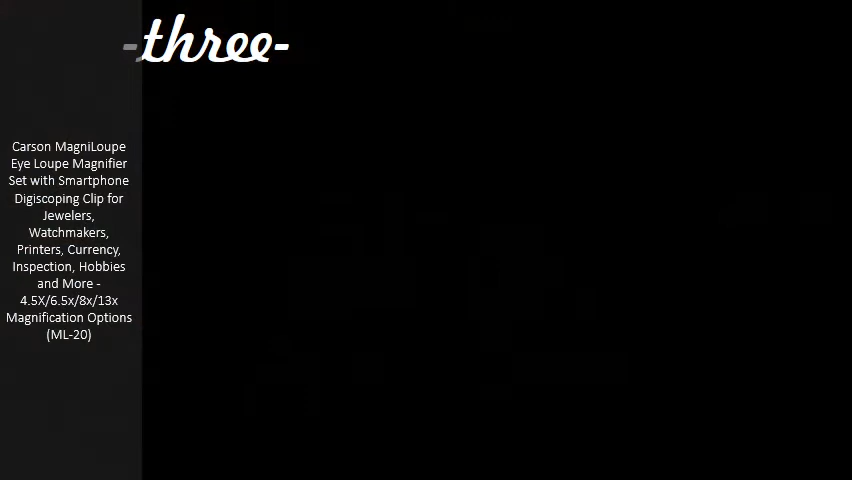 -three-
Carson MagniLoupe
Eye Loupe Magnifier
Set with Smartphone
Digiscoping Clip for
Jewelers,
Watchmakers,
Printers, Currency,
Inspection, Hobbies
and More -
4.5X/6.5x/8x/13x
Magnification Options
(ML-20)